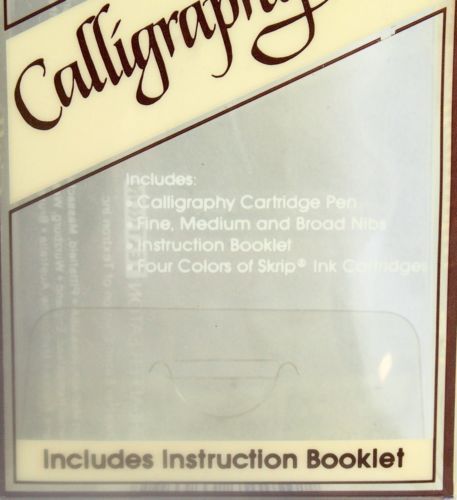 Calligraphy
Includes:
• Calligraphy Cartridge Pen
• Fine, Medium and Broad Nibs
• Instruction Booklet
• Four Colors of Skrip® Ink Cartridges
Includes Instruction Booklet